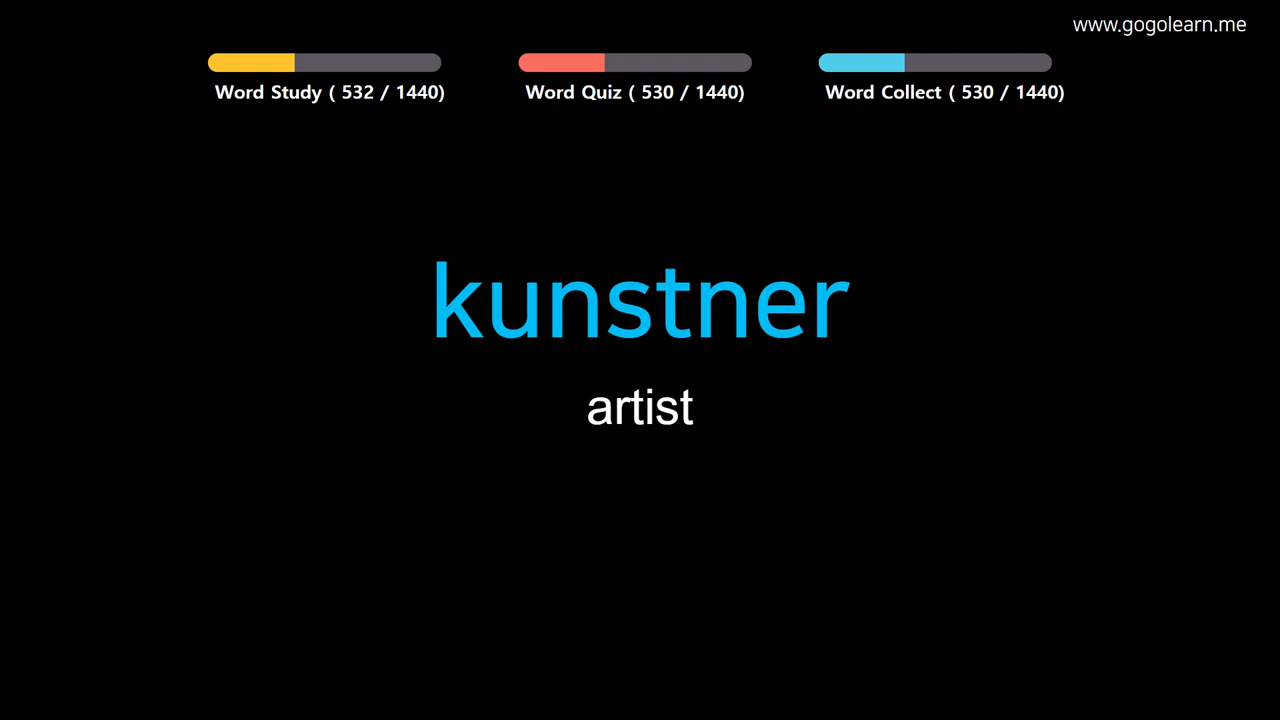 www.gogolearn.me
Word Study ( 532 / 1440)
Word Quiz ( 530 / 1440)
Word Collect ( 530 / 1440)
kunstner
artist